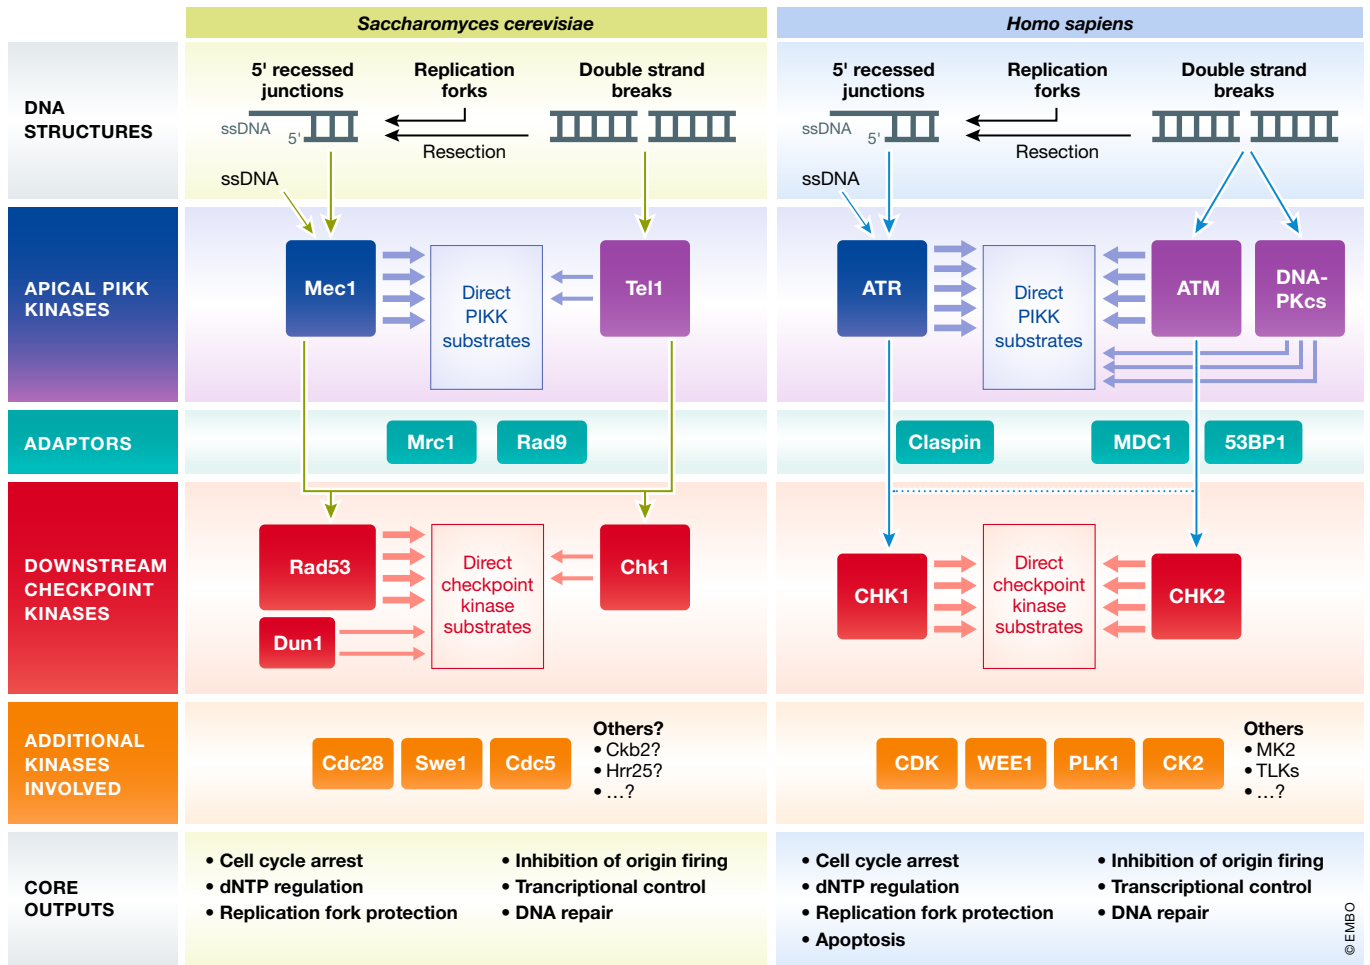 Saccharomyces cerevisiae
Homo sapiens
DNA
STRUCTURES
5' recessed
junctions
Replication
forks
Double strand
breaks
ssDNA
5'
Resection
ssDNA
5' recessed
junctions
Replication
forks
Double strand
breaks
ssDNA
5'
Resection
ssDNA
APICAL PIKK
KINASES
Mec1
Direct
PIKK
substrates
Tel1
ATR
Direct
PIKK
substrates
ATM
DNA-
PKcs
ADAPTORS
Mrc1
Rad9
Claspin
MDC1
53BP1
DOWNSTREAM
CHECKPOINT
KINASES
Rad53
Dun1
Direct
checkpoint
kinase
substrates
Chk1
CHK1
Direct
checkpoint
kinase
substrates
CHK2
ADDITIONAL
KINASES
INVOLVED
Cdc28
Swe1
Cdc5
Others?
• Ckb2?
• Hrr25?
• ...?
CDK
WEE1
PLK1
CK2
Others
• MK2
• TLKs
• ...?
CORE
OUTPUTS
• Cell cycle arrest
• dNTP regulation
• Replication fork protection
• Inhibition of origin firing
• Trancriptional control
• DNA repair
• Cell cycle arrest
• dNTP regulation
• Replication fork protection
• Apoptosis
• Inhibition of origin firing
• Transcriptional control
• DNA repair
© EMBO